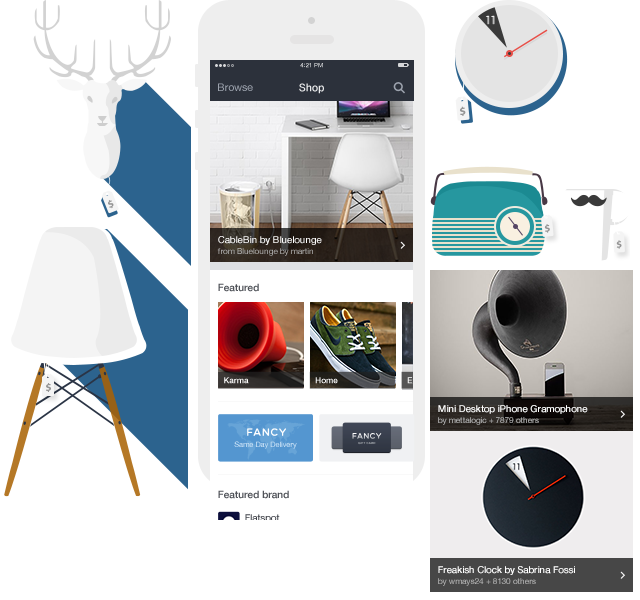 4:21 PM
Browse
Shop
CableBin by Bluelounge
from Bluelounge by martin
Featured
Karma
Home
E
FANCY
Same Day Delivery
FANCY
GIFT CARD
Featured brand
Flatspot
11
$
$
$
$
$
Mini Desktop iPhone Gramophone
by mettalogic + 7879 others
11
Freakish Clock by Sabrina Fossi
by wmays24 + 8130 others